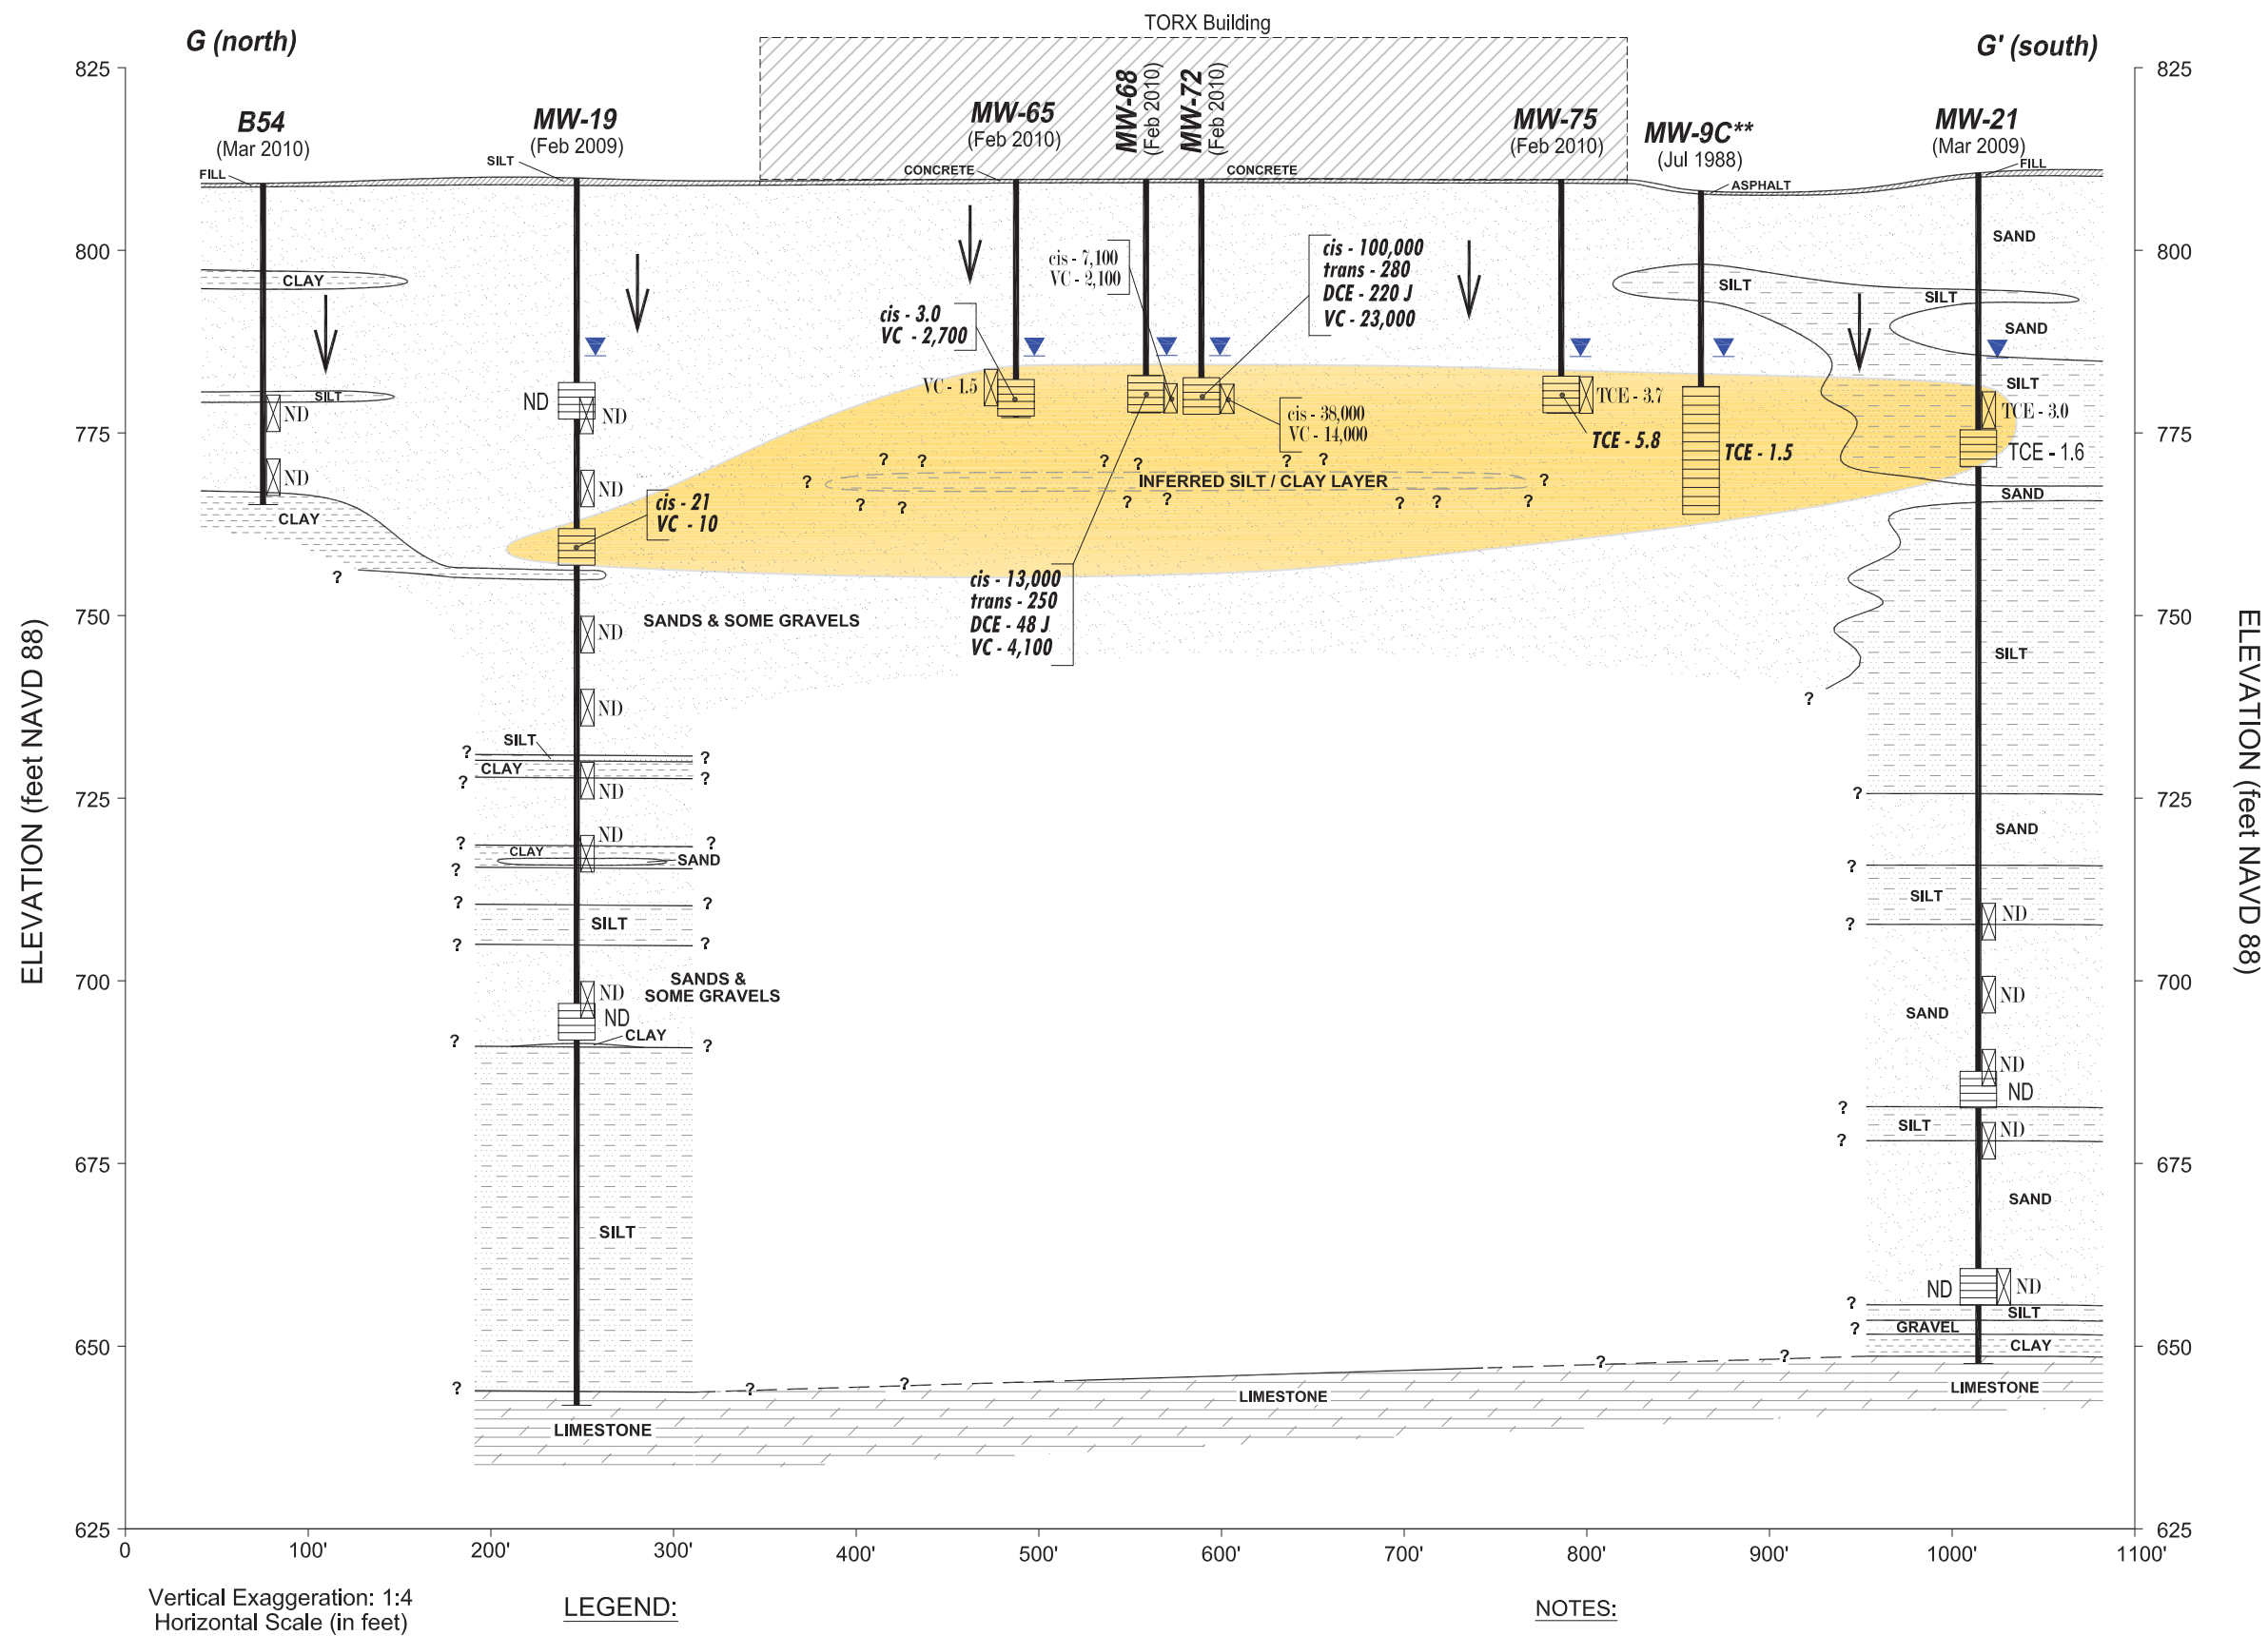 TORX Building
G (north)
G' (south)
825
825
B54
(Mar 2010)
MW-19
(Feb 2009)
MW-65
(Feb 2010)
MW-68
(Feb 2010)
MW-72
(Feb 2010)
MW-75
(Feb 2010)
MW-9C**
(Jul 1988)
MW-21
(Mar 2009)
FILL
SILT
CONCRETE
CONCRETE
ASPHALT
FILL
800
800
SAND
CLAY
SILT
SILT
SAND
cis - 7,100
VC - 2,100
cis - 100,000
trans - 280
DCE - 220 J
VC - 23,000
cis - 3.0
VC - 2,700
VC - 1.5
SILT
SILT
ND
ND
ND
TCE - 3.7
TCE - 3.0
cis - 38,000
VC - 14,000
775
775
TCE - 5.8
TCE - 1.5
TCE - 1.6
ND
ND
? ? ? ? ? ? ? ?
INFERRED SILT / CLAY LAYER
?
? ? ? ? ? ? ?
SAND
cis - 21
VC - 10
CLAY
?
cis - 13,000
trans - 250
DCE - 48 J
VC - 4,100
750
750
ND
SANDS & SOME GRAVELS
SILT
ND
?
SILT
? ?
CLAY
? ?
ND
725
725
?
ND
? ?
CLAY
SAND
?
SAND
?
? ?
SILT
SILT
ND
? ?
?
700
700
ND
SANDS &
SOME GRAVELS
ND
ND
SAND
CLAY
? ?
ND
ND
?
SILT
ND
?
675
675
SAND
SILT
ND
ND
?
SILT
?
GRAVEL
650
650
CLAY
? ? ? ? ?
LIMESTONE
LIMESTONE
LIMESTONE
625
625
0
100'
200'
300'
400'
500'
600'
700'
800'
900'
1000'
1100'
ELEVATION (feet NAVD 88)
ELEVATION (feet NAVD 88)
Vertical Exaggeration: 1:4
Horizontal Scale (in feet)
LEGEND:
NOTES: